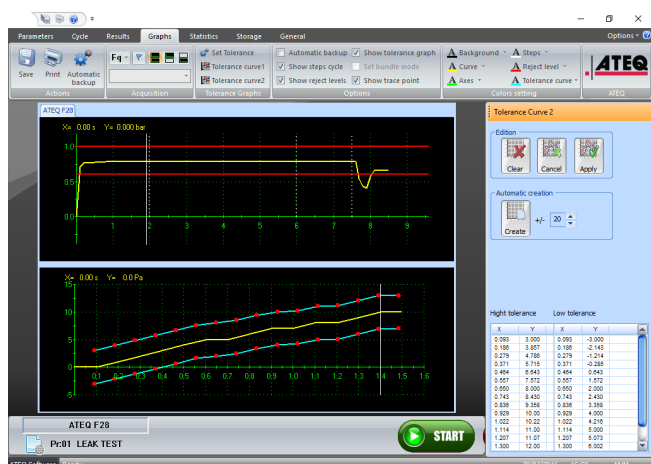 Parameters Cycle Results Graphs Statistics Storage General Options
Save Print Automatic backup
Actions
Fq
Acquisition
Set Tolerance
Tolerance curve1
Tolerance curve2
Tolerance Graphs
Automatic backup Show tolerance graph
Show steps cycle Set bundle mode
Show reject levels Show trace point
Options
A Background A Steps
A Curve A Reject level
A Axes A Tolerance curve
Colors setting
ATEQ
ATEQ
ATEQ F28
X= 0.00 s Y= 0.000 bar
1.0
0.5
0.0
1 2 3 4 5 6 7 8 9
X= 0.00 s Y= 0.0 Pa
15
10
5
0
-5
0.1 0.2 0.3 0.4 0.5 0.6 0.7 0.8 0.9 1.0 1.1 1.2 1.3 1.4 1.5 1.6
ATEQ F28
Pr:01 LEAK TEST
START
Tolerance Curve 2
Edition
Clear Cancel Apply
Automatic creation
Create +/- 20
Hight tolerance Low tolerance
X Y X Y
0.093 3.000 0.093 -3.000
0.186 3.857 0.186 -2.143
0.279 4.786 0.279 -1.214
0.371 5.715 0.371 -0.285
0.464 6.643 0.464 0.643
0.557 7.572 0.557 1.572
0.650 8.000 0.650 2.000
0.743 8.430 0.743 2.430
0.836 9.358 0.836 3.358
0.929 10.00 0.929 4.000
1.022 10.22 1.022 4.216
1.114 11.00 1.114 5.000
1.207 11.07 1.207 5.073
1.300 12.00 1.300 6.002